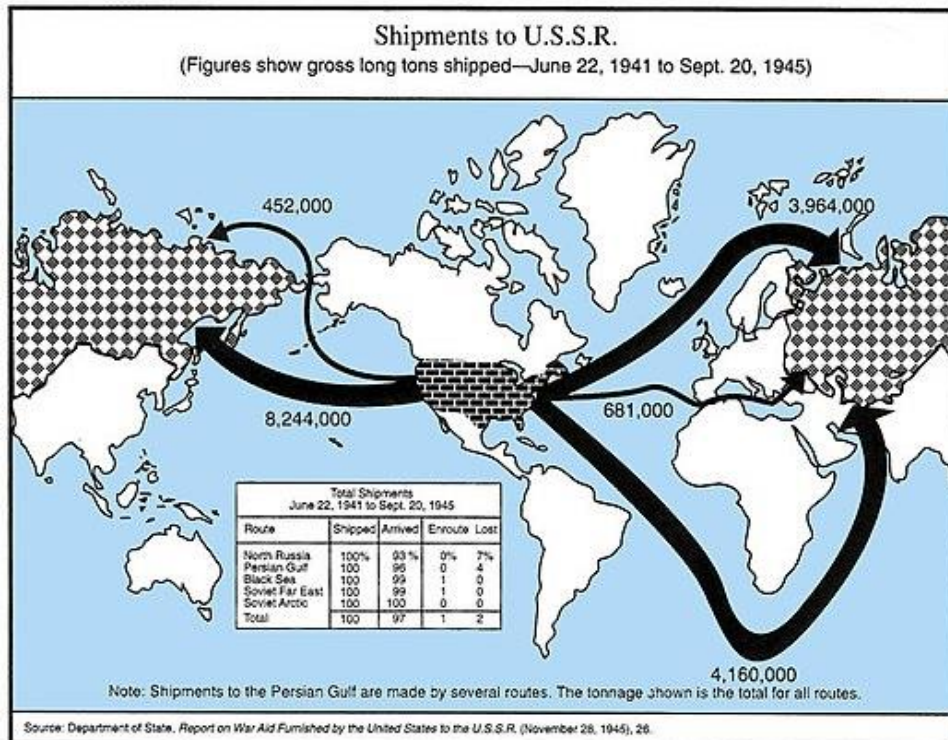 Shipments to U.S.S.R.
(Figures show gross long tons shipped—June 22, 1941 to Sept. 20, 1945)
452,000
3,964,000
8,244,000
681,000
Total Shipments
June 22, 1941 to Sept. 20, 1945
Route Shipped Arrived Enroute Lost
North Russia 100% 93% 0% 7%
Persian Gulf 100 96 0 4
Black Sea 100 99 1 0
Soviet Far East 100 99 1 0
Soviet Arctic 100 100 0 0
Total 100 97 1 2
4,160,000
Note: Shipments to the Persian Gulf are made by several routes. The tonnage shown is the total for all routes.
Source: Department of State, Report on War Aid Furnished by the United States to the U.S.S.R. (November 28, 1945), 26.